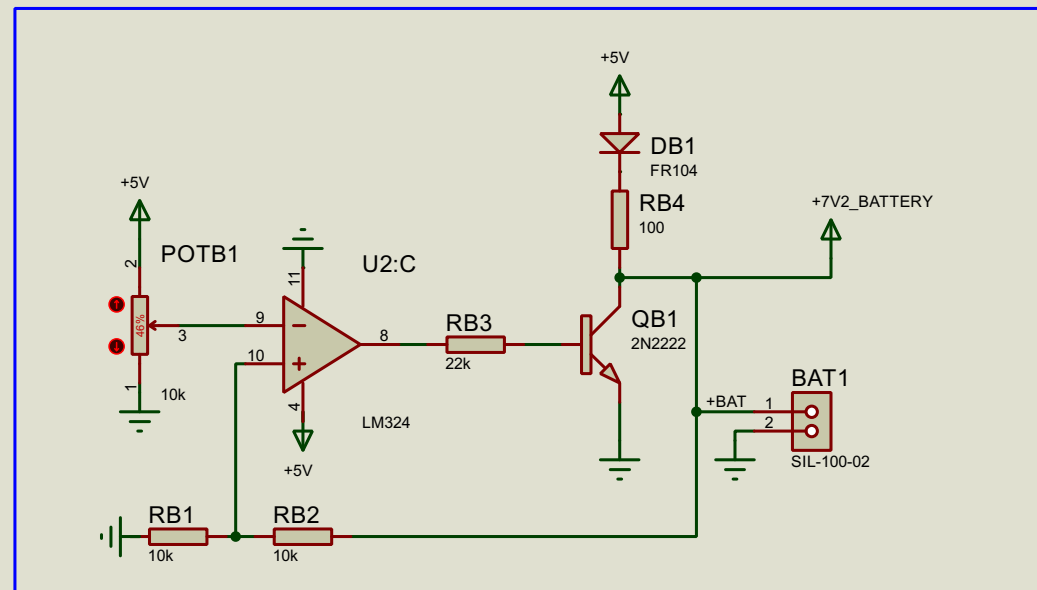 +5V
DB1
FR104
RB4
100
+7V2_BATTERY
+5V
2
POTB1
46%
3
1
10k
11
U2:C
9
10
8
4
LM324
+5V
RB3
22k
QB1
2N2222
BAT1
+BAT
1
2
SIL-100-02
RB1
10k
RB2
10k